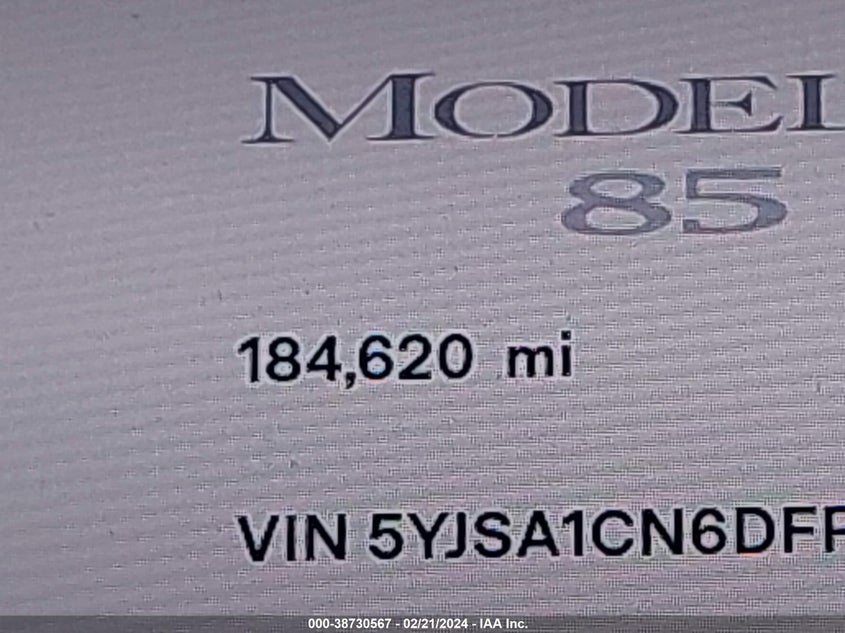 MODEL
85
184,620 mi
VIN 5YJSA1CN6DFP
000-38730567 - 02/21/2024 - IAA Inc.